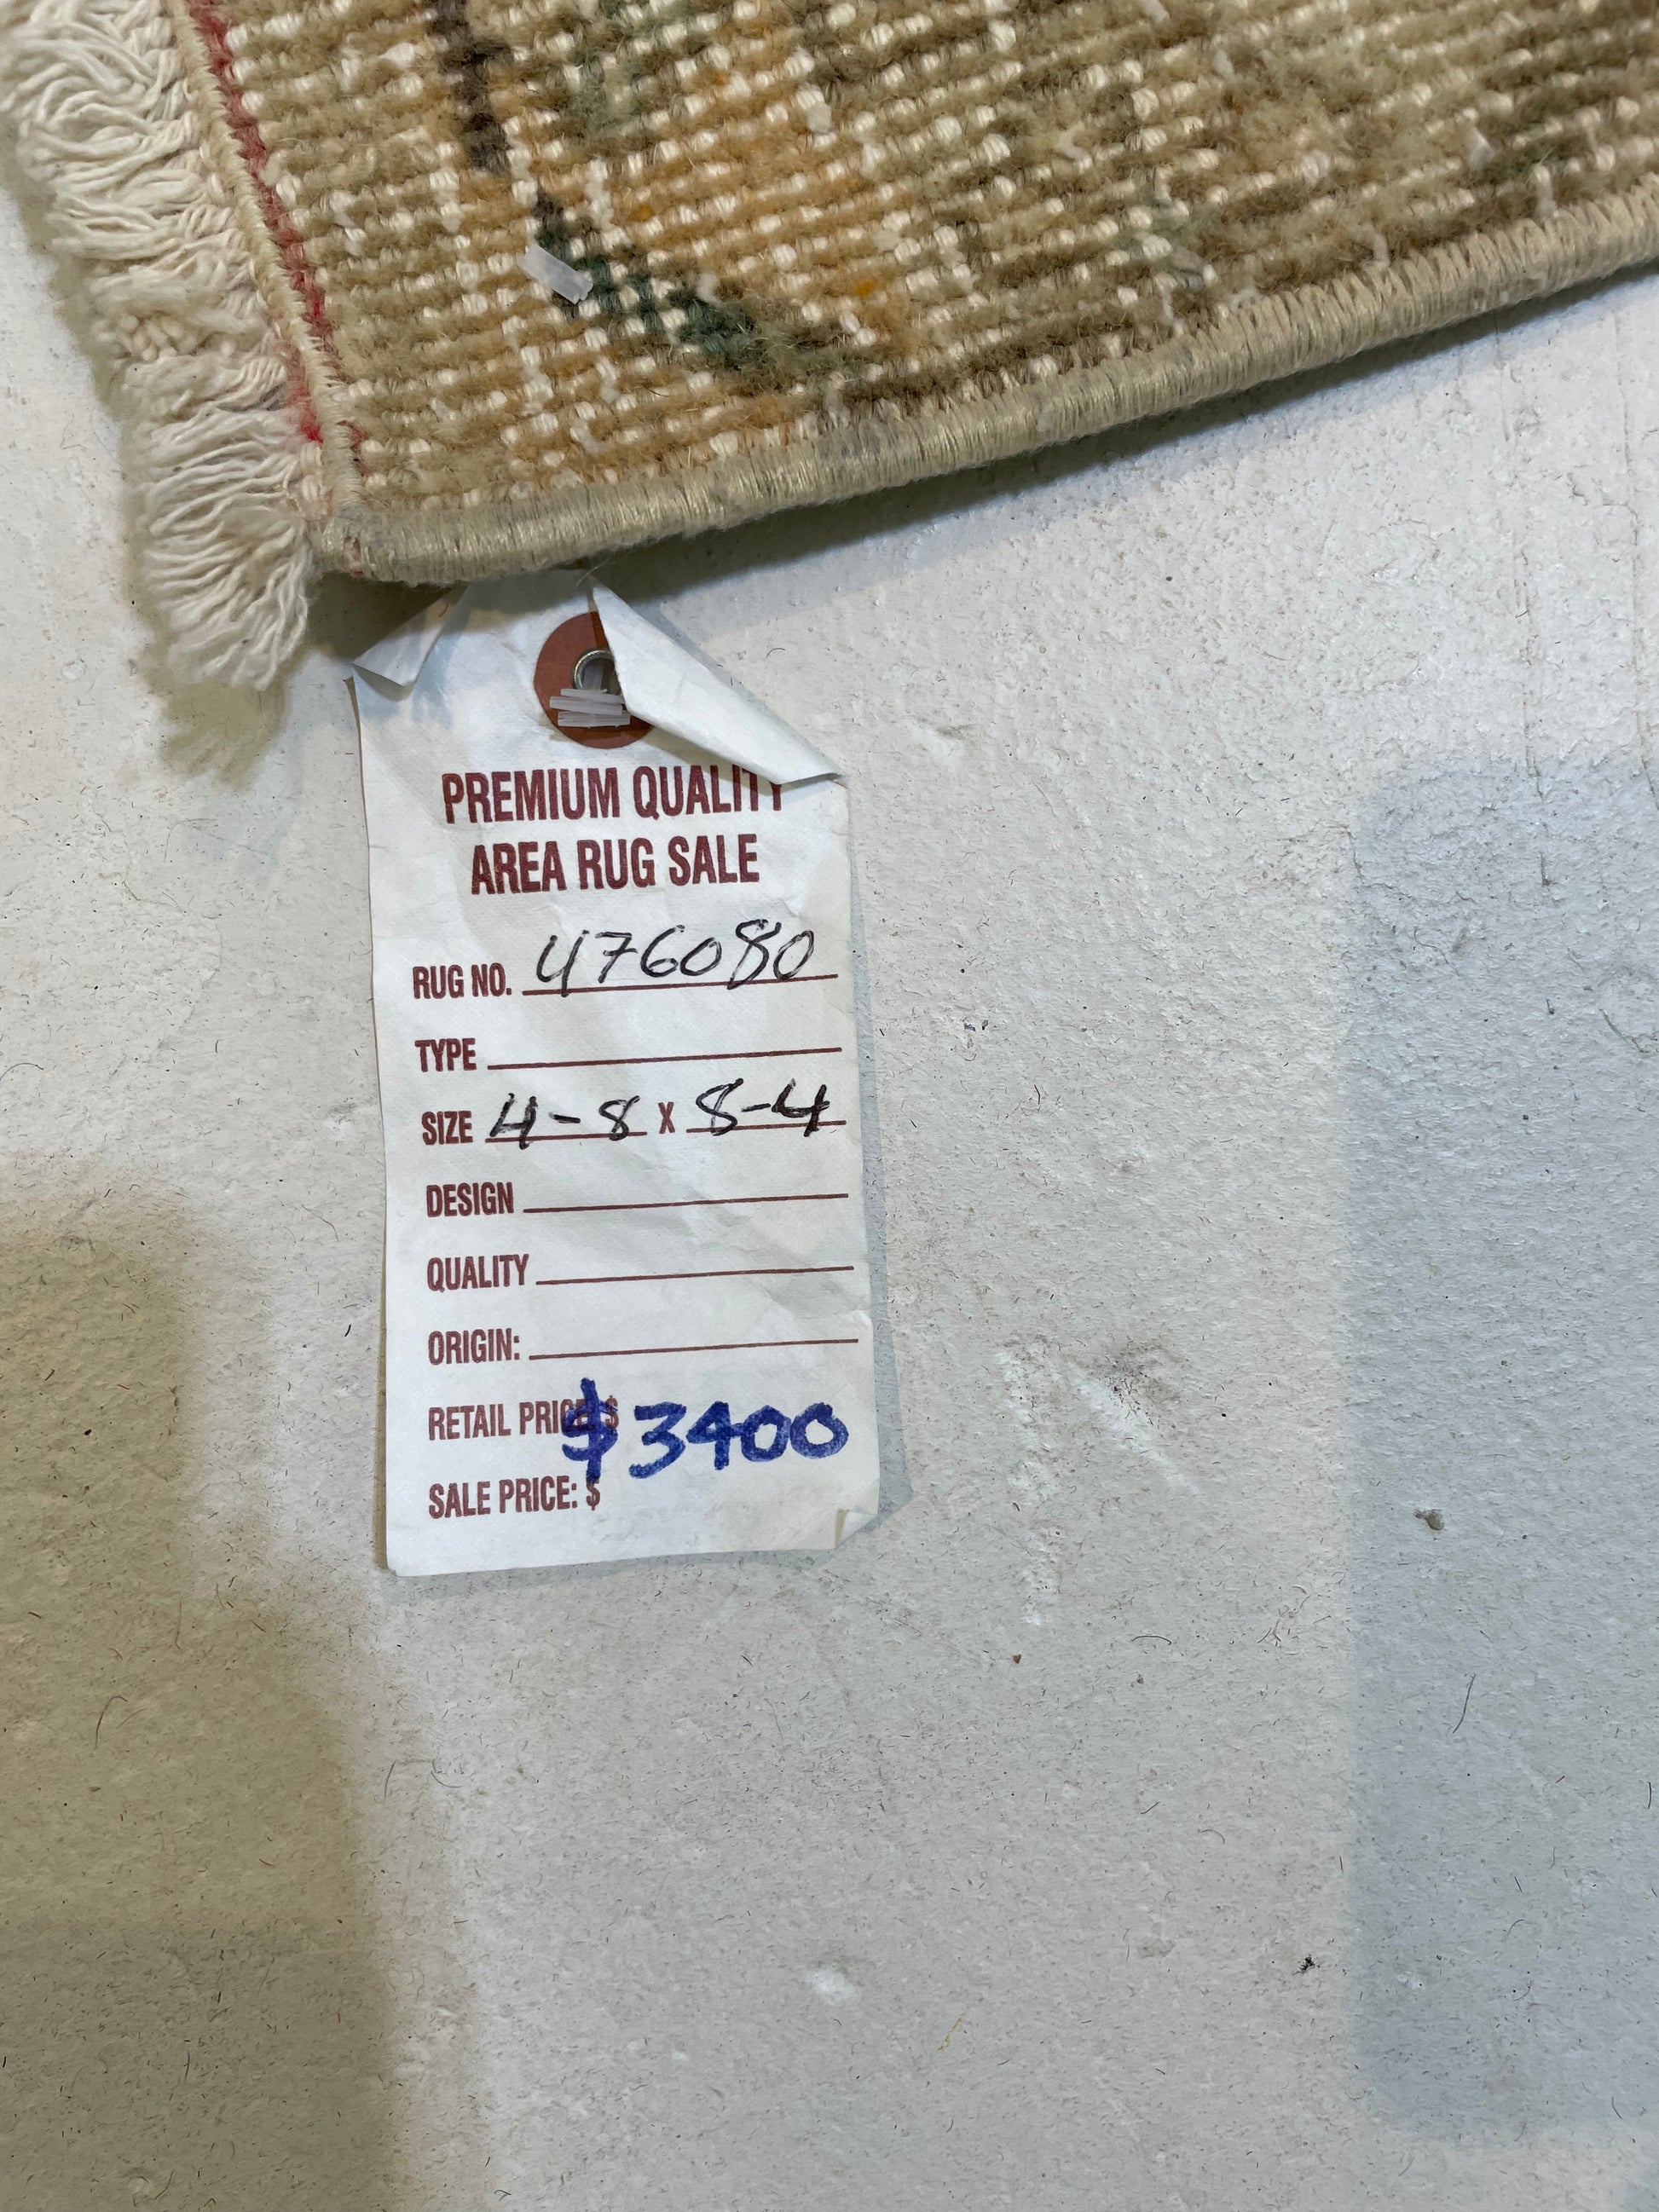 PREMIUM QUALITY
AREA RUG SALE
RUG NO. 476080
TYPE
SIZE 4-8 X 8-4
DESIGN
QUALITY
ORIGIN:
RETAIL PRICE: $ $3400
SALE PRICE: $